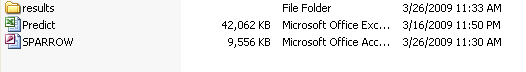 results File Folder 3/26/2009 11:33 AM
Predict 42,062 KB Microsoft Office Exc... 3/16/2009 11:50 PM
SPARROW 9,556 KB Microsoft Office Acc... 3/26/2009 11:30 AM